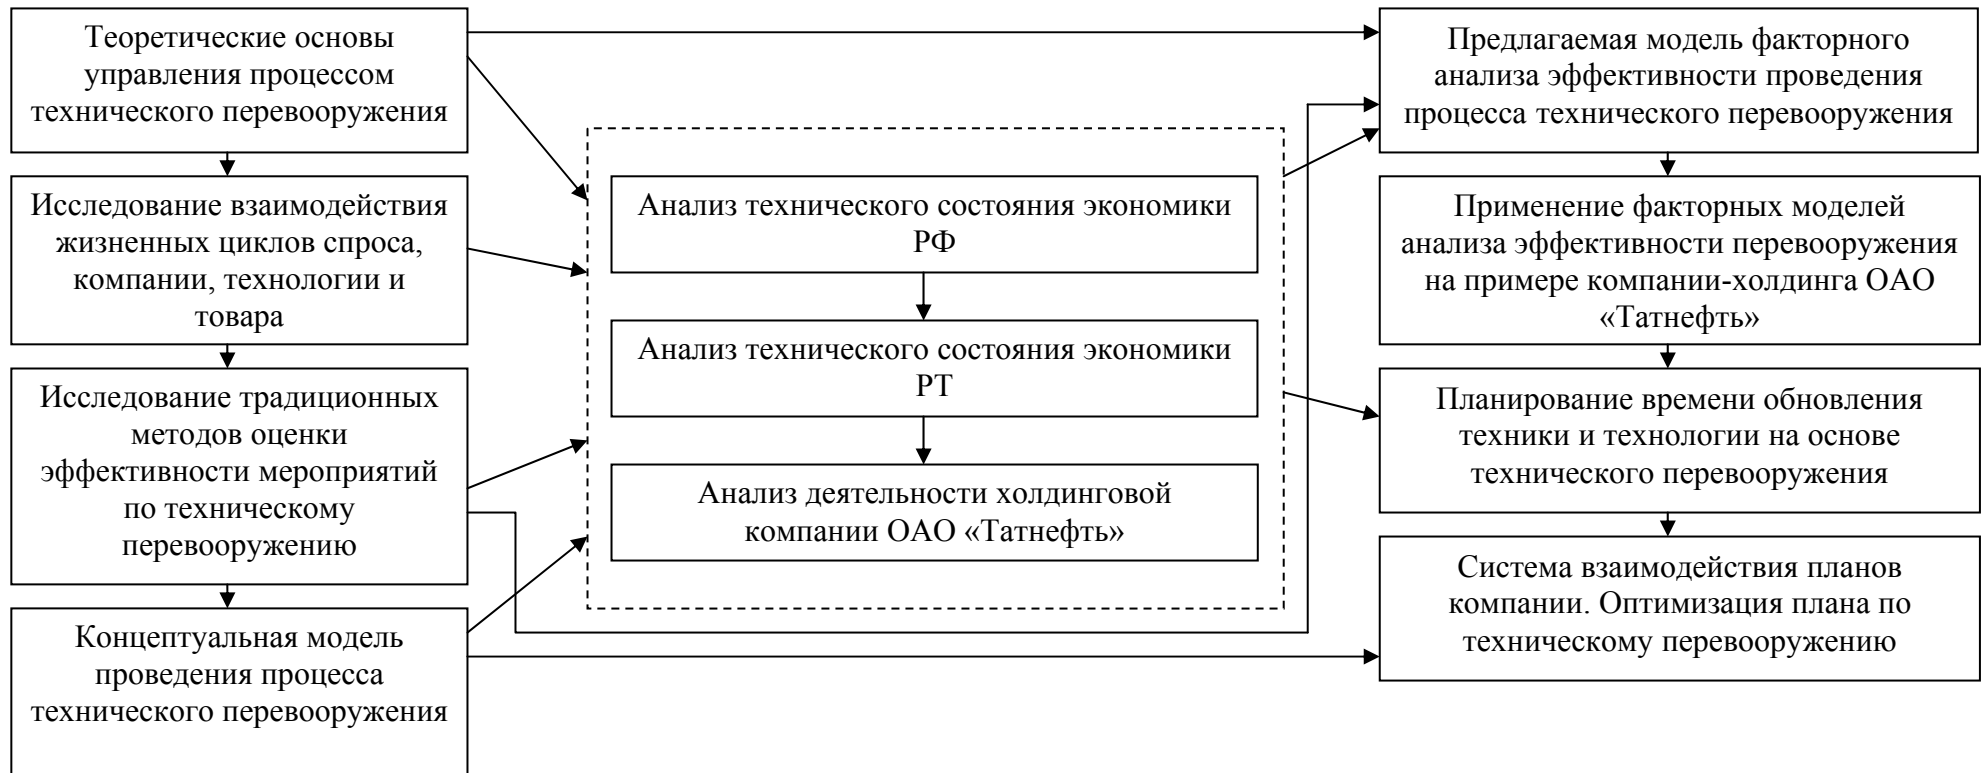 Теоретические основы
управления процессом
технического перевооружения
Исследование взаимодействия
жизненных циклов спроса,
компании, технологии и
товара
Исследование традиционных
методов оценки
эффективности мероприятий
по техническому
перевооружению
Концептуальная модель
проведения процесса
технического перевооружения
Анализ технического состояния экономики
РФ
Анализ технического состояния экономики
РТ
Анализ деятельности холдинговой
компании ОАО «Татнефть»
Предлагаемая модель факторного
анализа эффективности проведения
процесса технического перевооружения
Применение факторных моделей
анализа эффективности перевооружения
на примере компании-холдинга ОАО
«Татнефть»
Планирование времени обновления
техники и технологии на основе
технического перевооружения
Система взаимодействия планов
компании. Оптимизация плана по
техническому перевооружению